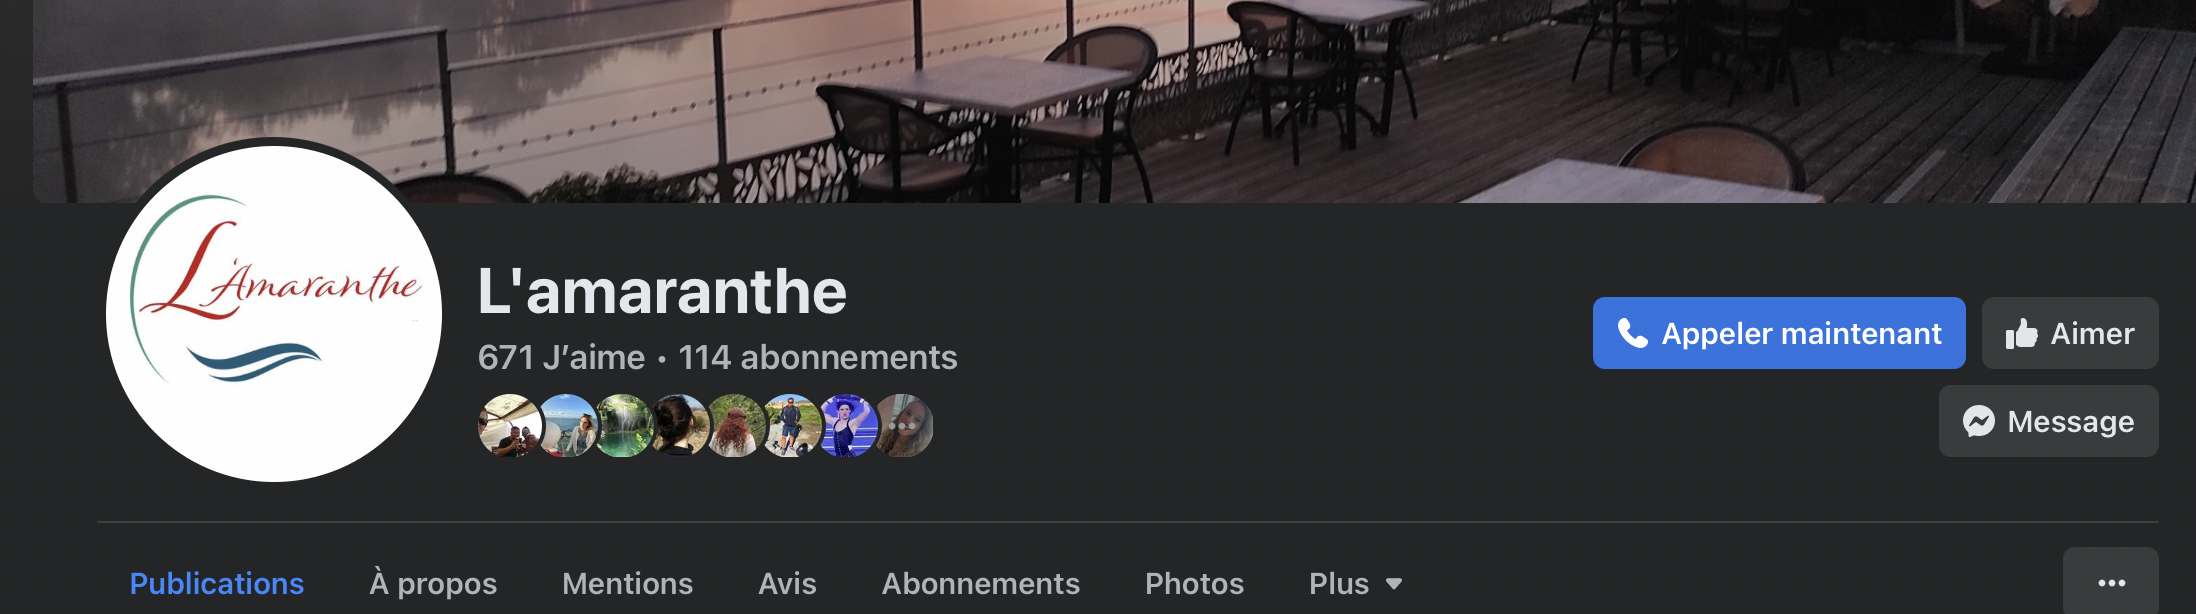 L'Amaranthe
L'amaranthe
671 J’aime • 114 abonnements
Appeler maintenant
Aimer
Message
Publications
À propos
Mentions
Avis
Abonnements
Photos
Plus